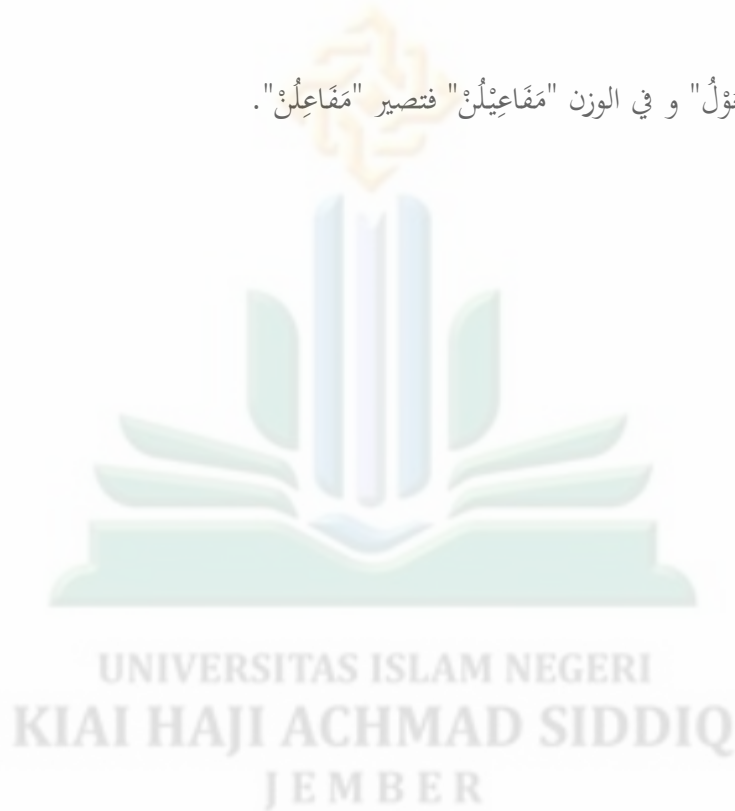 و في الوزن "مَفَاعِيْلُنْ" فتصير "مَفَاعِلُنْ".
UNIVERSITAS ISLAM NEGERI
KIAI HAJI ACHMAD SIDDIQ
JEMBER